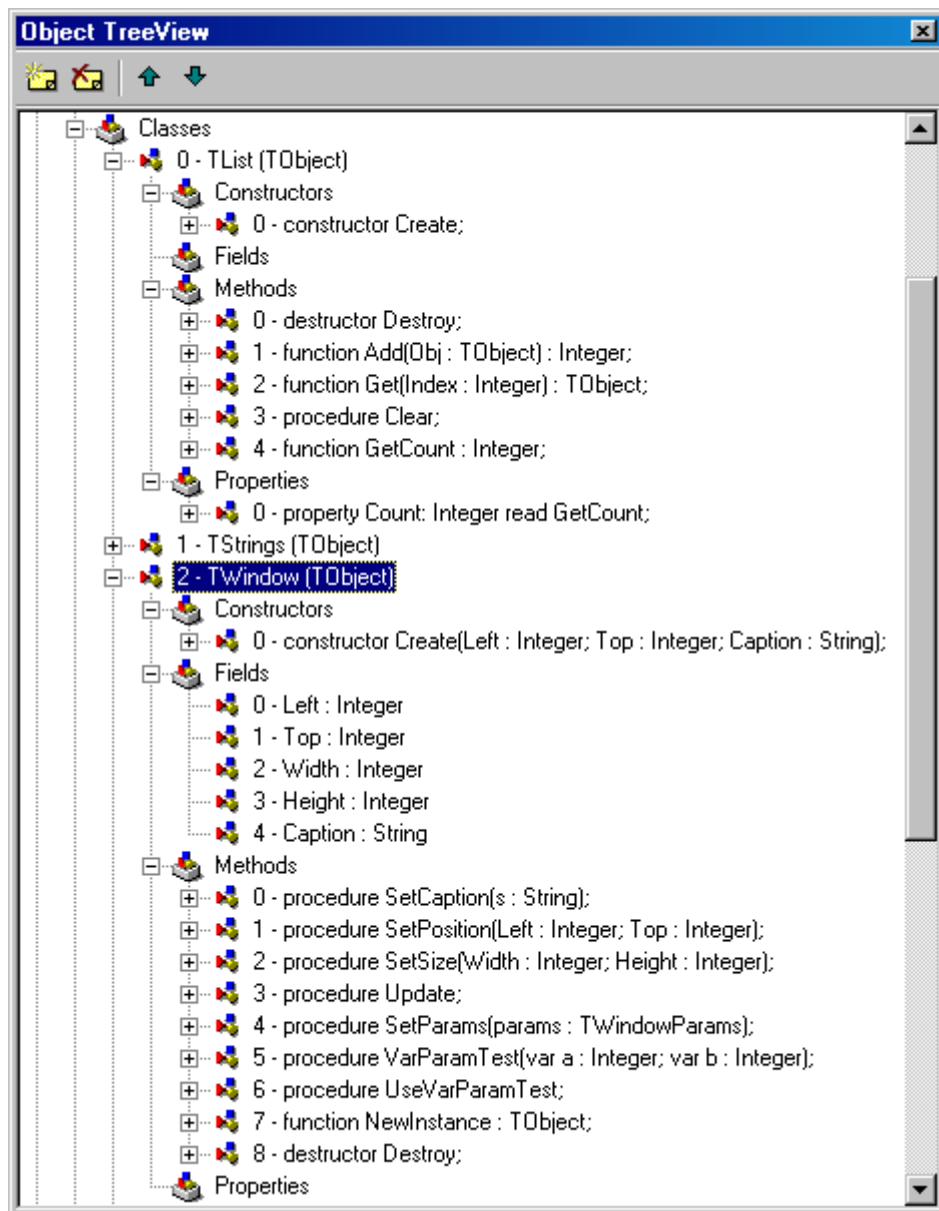 Object TreeView
Classes
0 - TList (TObject)
Constructors
0 - constructor Create;
Fields
Methods
0 - destructor Destroy;
1 - function Add(Obj : TObject) : Integer;
2 - function Get(Index : Integer) : TObject;
3 - procedure Clear;
4 - function GetCount : Integer;
Properties
0 - property Count: Integer read GetCount;
1 - TStrings (TObject)
2 - TWindow (TObject)
Constructors
0 - constructor Create(Left : Integer; Top : Integer; Caption : String);
Fields
0 - Left : Integer
1 - Top : Integer
2 - Width : Integer
3 - Height : Integer
4 - Caption : String
Methods
0 - procedure SetCaption(s : String);
1 - procedure SetPosition(Left : Integer; Top : Integer);
2 - procedure SetSize(Width : Integer; Height : Integer);
3 - procedure Update;
4 - procedure SetParams(params : TWindowParams);
5 - procedure VarParamTest(var a : Integer; var b : Integer);
6 - procedure UseVarParamTest;
7 - function NewInstance : TObject;
8 - destructor Destroy;
Properties